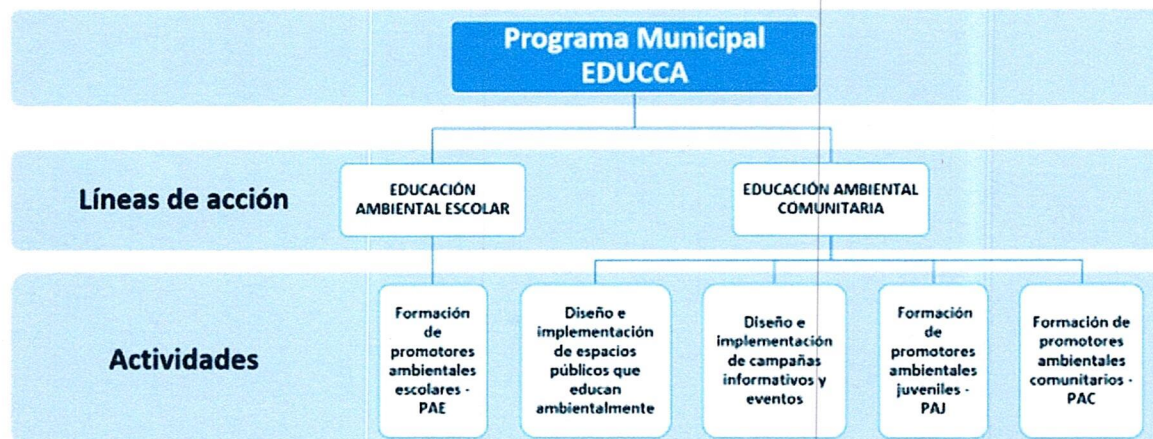 Programa Municipal
EDUCCA
Líneas de acción
EDUCACIÓN
AMBIENTAL ESCOLAR
EDUCACIÓN AMBIENTAL
COMUNITARIA
Actividades
Formación
de
promotores
ambientales
escolares -
PAE
Diseño e
implementación
de espacios
públicos que
educan
ambientalmente
Diseño e
implementación
de campañas
informativos y
eventos
Formación
de
promotores
ambientales
juveniles -
PAJ
Formación de
promotores
ambientales
comunitarios -
PAC